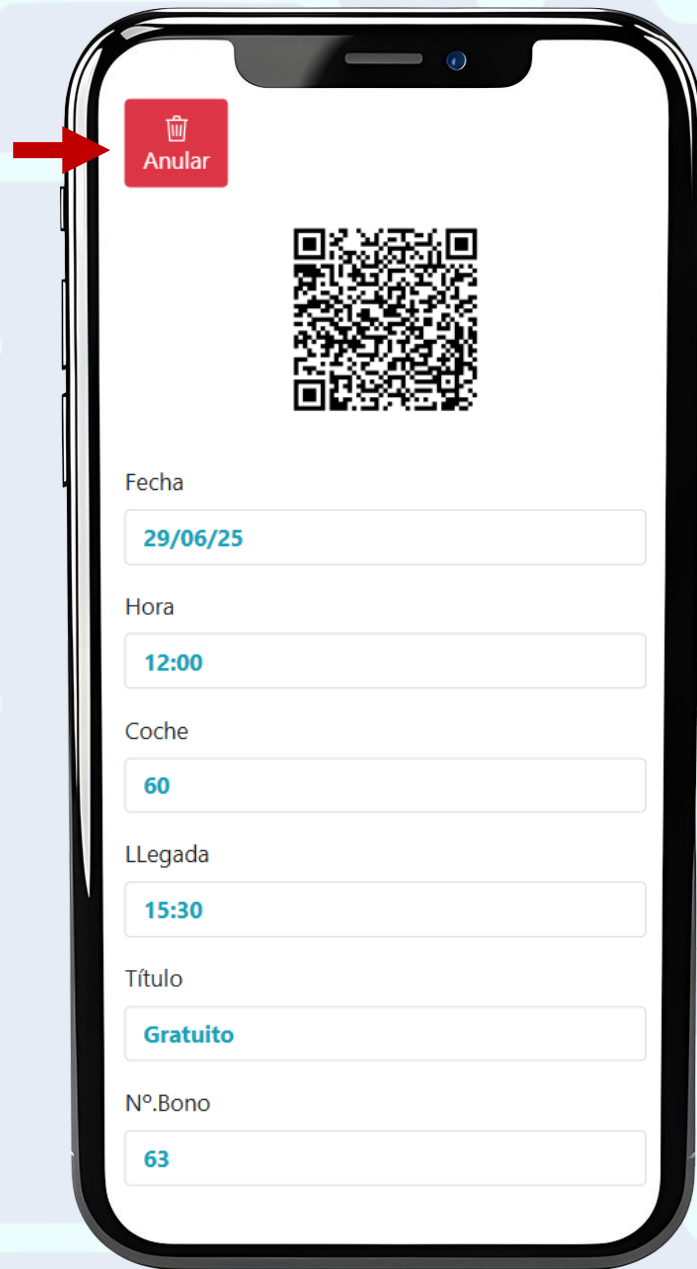 Anular
Fecha
29/06/25
Hora
12:00
Coche
60
LLegada
15:30
Título
Gratuito
Nº.Bono
63